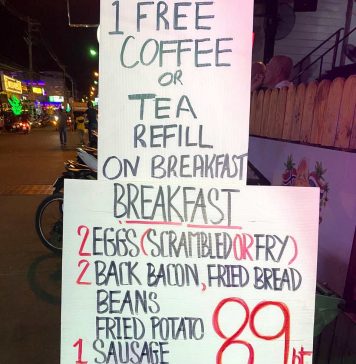 1 FREE
COFFEE
OR
TEA
REFILL
ON BREAKFAST
BREAKFAST
2 EGGS (SCRAMBLED OR FRY)
2 BACK BACON, FRIED BREAD
BEANS
FRIED POTATO
1 SAUSAGE
89 bt